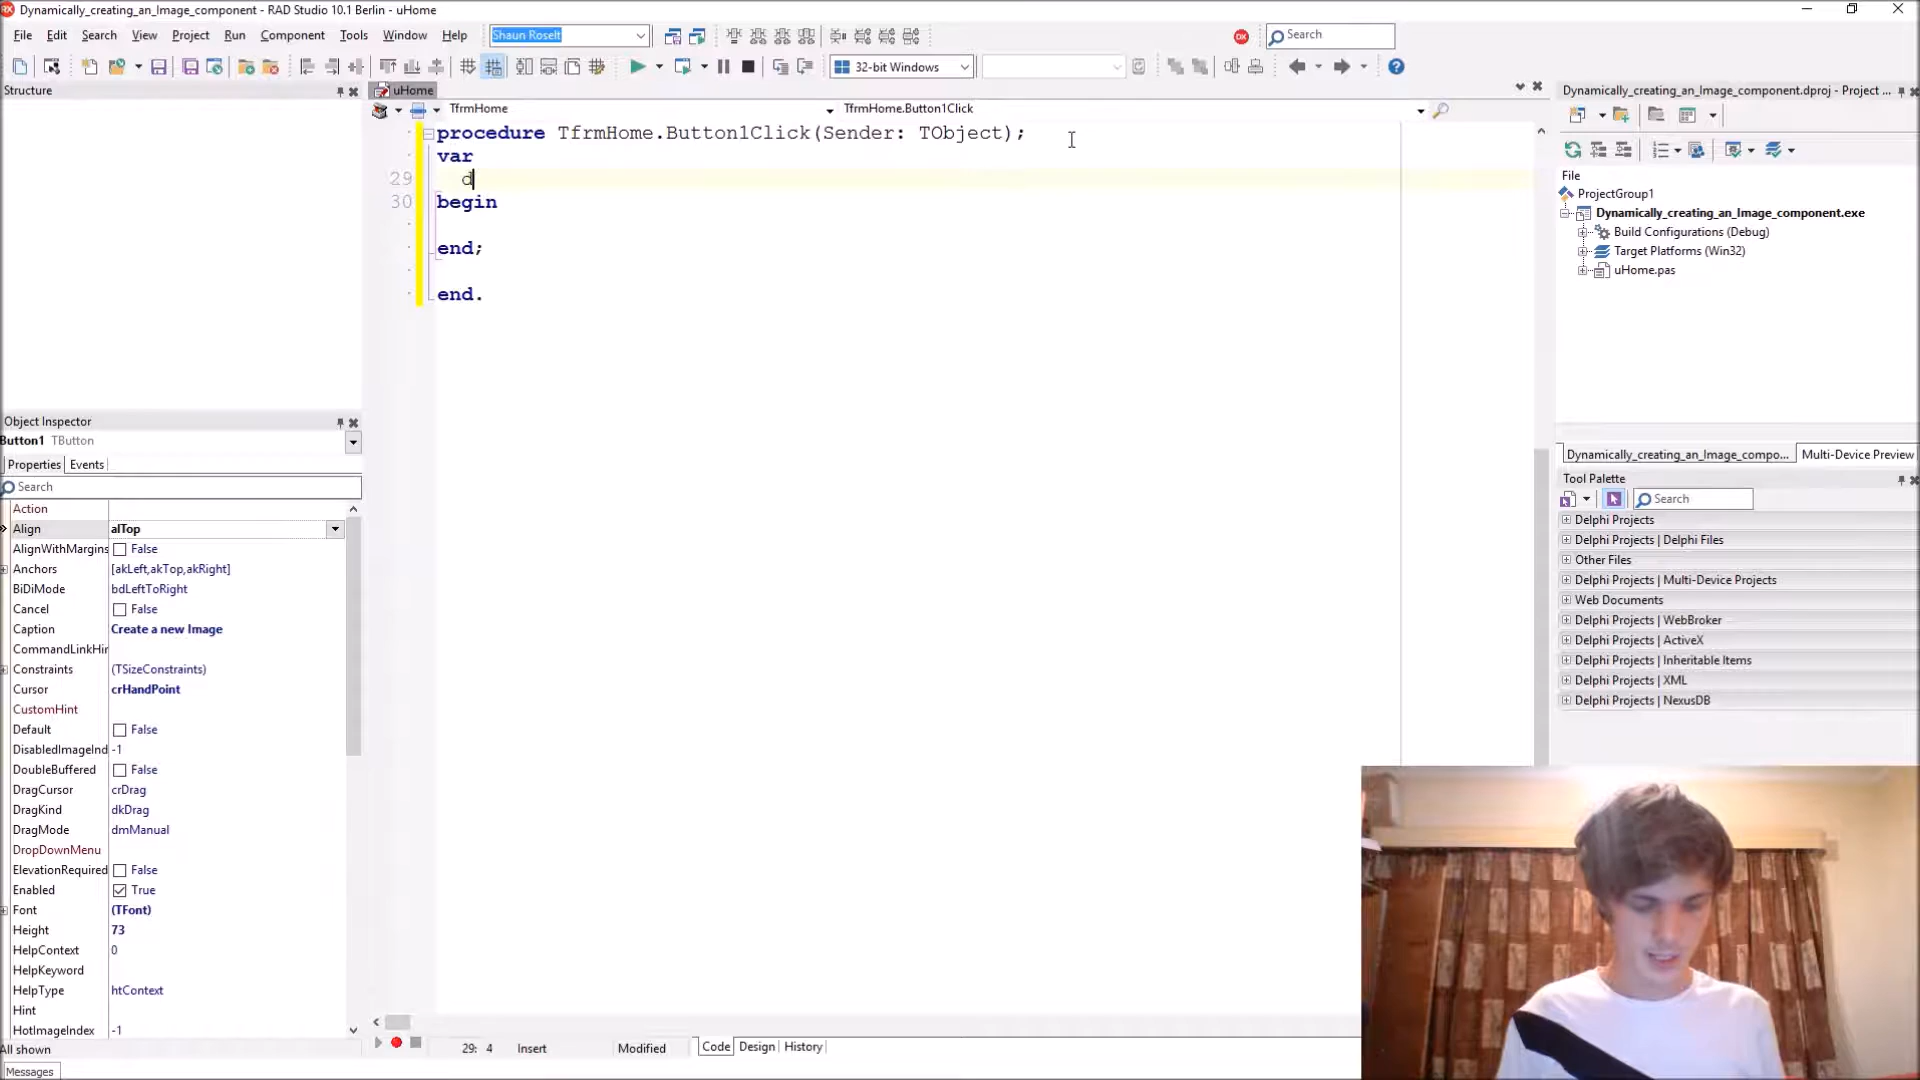 Dynamically_creating_an_Image_component - RAD Studio 10.1 Berlin - uHome
File Edit Search View Project Run Component Tools Window Help
Shaun Roselt
Search
32-bit Windows
Structure
uHome
TfrmHome
TfrmHome.Button1Click
procedure TfrmHome.Button1Click(Sender: TObject);
var
29 d
30 begin
end;
end.
Object Inspector
Button1 TButton
Properties Events
Search
Action
Align alTop
AlignWithMargins False
Anchors [akLeft,akTop,akRight]
BiDiMode bdLeftToRight
Cancel False
Caption Create a new Image
CommandLinkHir
Constraints (TSizeConstraints)
Cursor crHandPoint
CustomHint
Default False
DisabledImageInd -1
DoubleBuffered False
DragCursor crDrag
DragKind dkDrag
DragMode dmManual
DropDownMenu
ElevationRequired False
Enabled True
Font (TFont)
Height 73
HelpContext 0
HelpKeyword
HelpType htContext
Hint
HotImageIndex -1
All shown
Messages
29: 4 Insert Modified
Code Design History
Dynamically_creating_an_Image_component.dproj - Project ...
File
ProjectGroup1
Dynamically_creating_an_Image_component.exe
Build Configurations (Debug)
Target Platforms (Win32)
uHome.pas
Dynamically_creating_an_Image_compo... Multi-Device Preview
Tool Palette
Search
Delphi Projects
Delphi Projects | Delphi Files
Other Files
Delphi Projects | Multi-Device Projects
Web Documents
Delphi Projects | WebBroker
Delphi Projects | ActiveX
Delphi Projects | Inheritable Items
Delphi Projects | XML
Delphi Projects | NexusDB